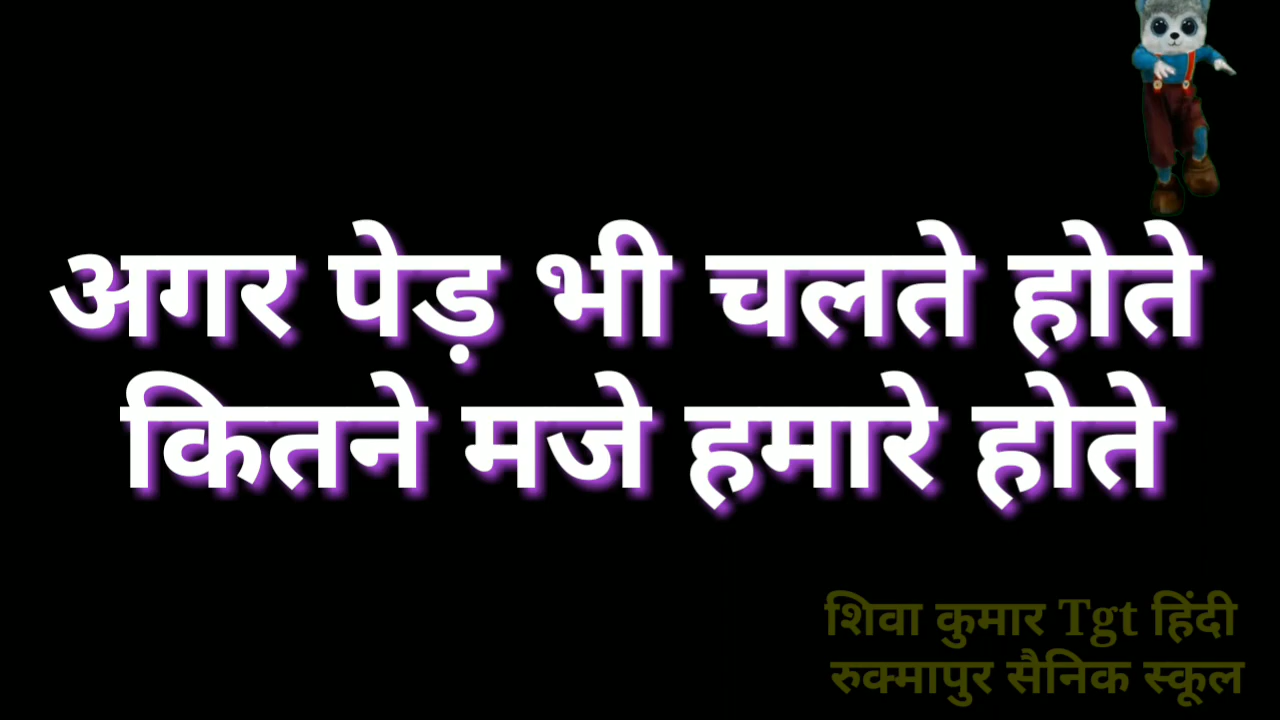 अगर पेड़ भी चलते होते
कितने मजे हमारे होते
शिवा कुमार Tgt हिंदी
रुक्मापुर सैनिक स्कूल